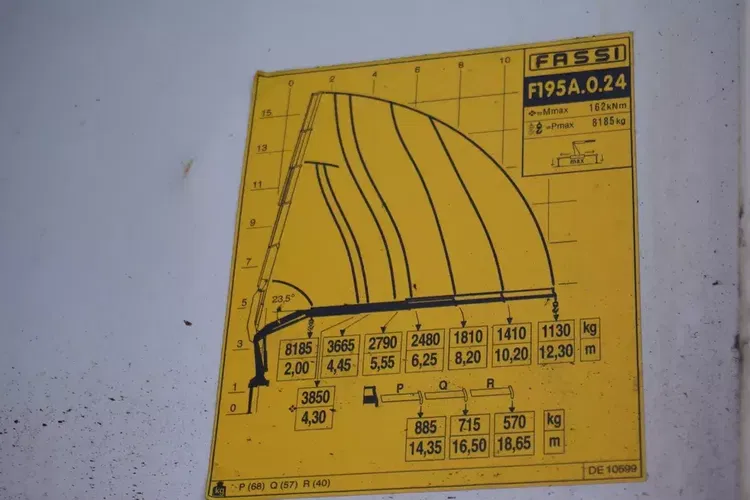 FASSI
F195A.0.24
=Mmax 162kNm
=Pmax 8185kg
max
0 2 4 6 8 10
15
13
11
9
7
5
3
1
0
23,5°
8185 3665 2790 2480 1810 1410 1130 kg
2,00 4,45 5,55 6,25 8,20 10,20 12,30 m
3850
4,30
P Q R
885 715 570 kg
14,35 16,50 18,65 m
kg P (68) Q (57) R (40)
DE 10699